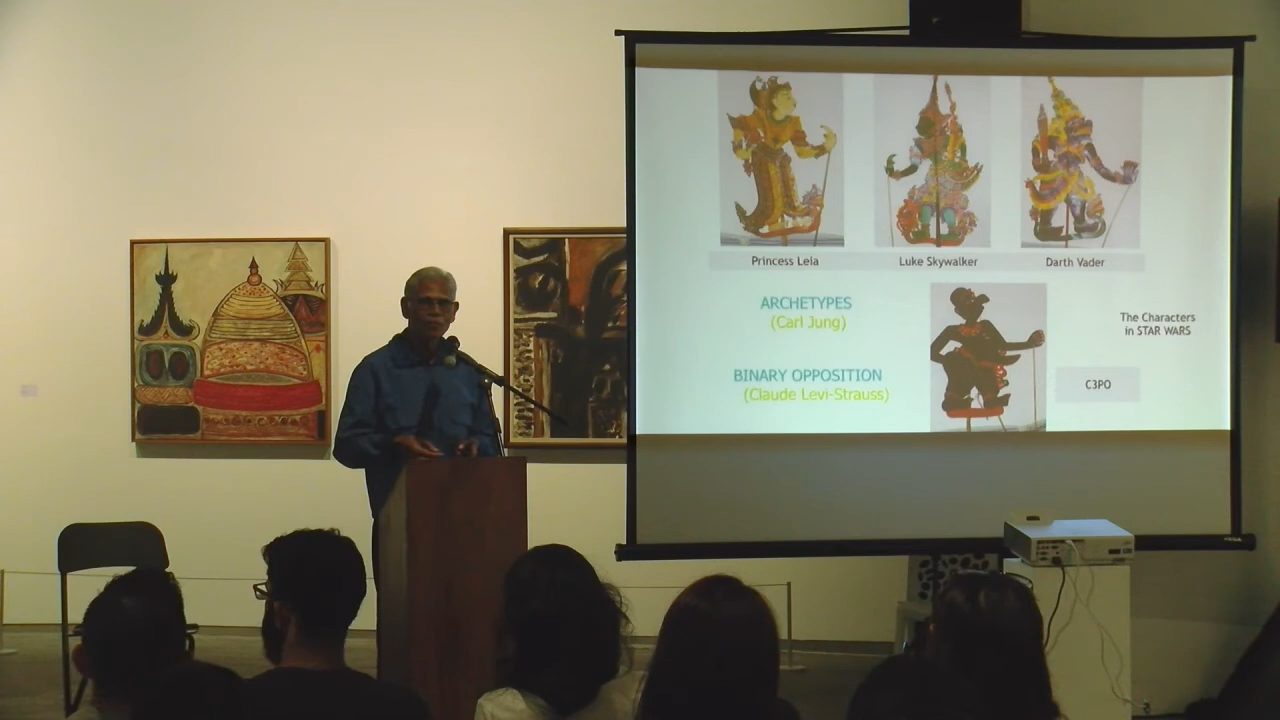 Princess Leia
Luke Skywalker
Darth Vader
ARCHETYPES
(Carl Jung)
The Characters
in STAR WARS
BINARY OPPOSITION
(Claude Levi-Strauss)
C3PO